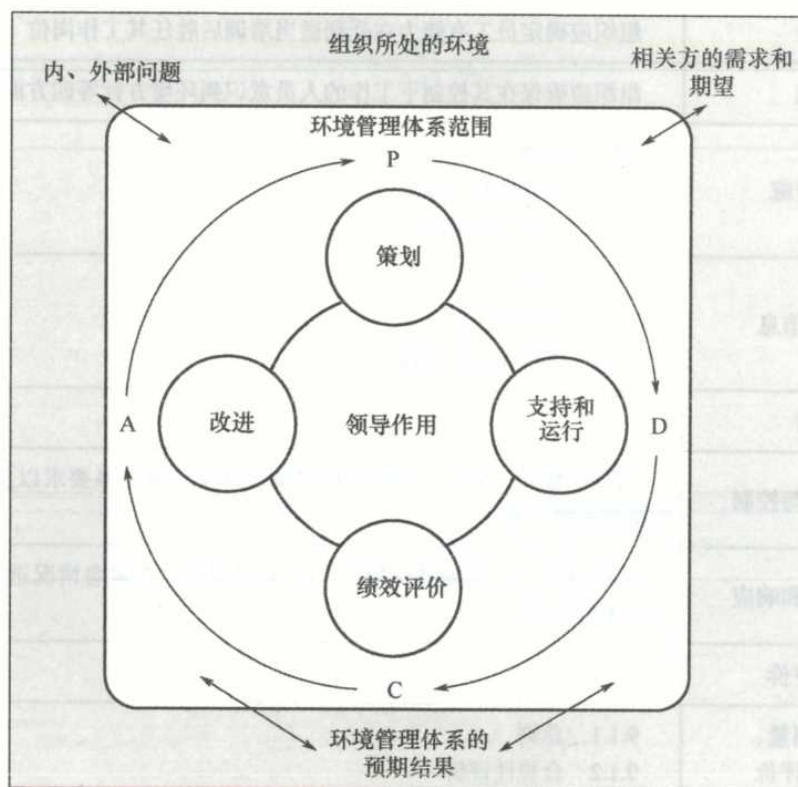 组织所处的环境
内、外部问题
相关方的需求和
期望
环境管理体系范围
P
策划
A
改进
领导作用
支持和
运行
D
绩效评价
C
环境管理体系的
预期结果